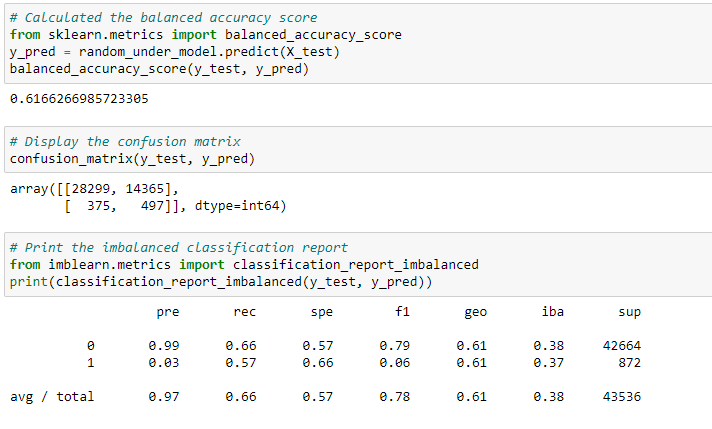 # Calculated the balanced accuracy score
from sklearn.metrics import balanced_accuracy_score
y_pred = random_under_model.predict(X_test)
balanced_accuracy_score(y_test, y_pred)
0.6166266985723305
# Display the confusion matrix
confusion_matrix(y_test, y_pred)
array([[28299, 14365],
       [  375,   497]], dtype=int64)
# Print the imbalanced classification report
from imblearn.metrics import classification_report_imbalanced
print(classification_report_imbalanced(y_test, y_pred))
                   pre       rec       spe        f1       geo       iba       sup
          0       0.99      0.66      0.57      0.79      0.61      0.38     42664
          1       0.03      0.57      0.66      0.06      0.61      0.37       872
avg / total       0.97      0.66      0.57      0.78      0.61      0.38     43536